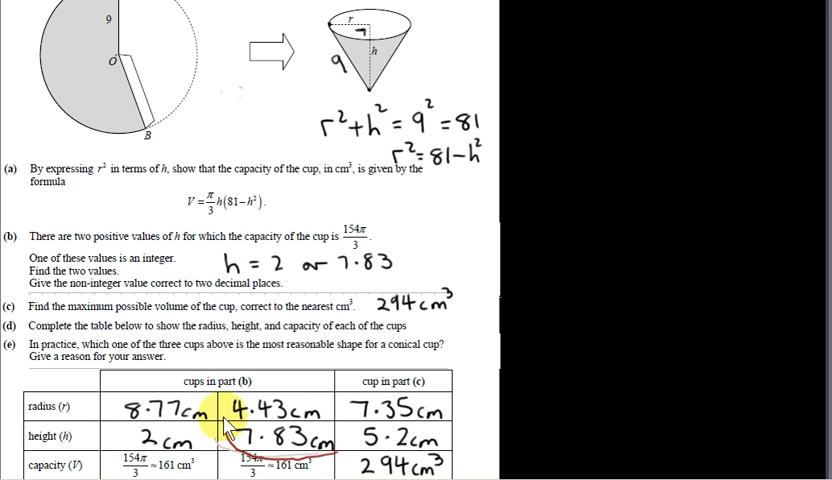 9
O
B
r
h
9
r² + h² = 9² = 81
r² = 81 - h²
(a) By expressing r² in terms of h, show that the capacity of the cup, in cm³, is given by the
formula
V = π/3 h(81 − h²).
(b) There are two positive values of h for which the capacity of the cup is 154π/3.
One of these values is an integer.
Find the two values.
h = 2 or 7.83
Give the non-integer value correct to two decimal places.
(c) Find the maximum possible volume of the cup, correct to the nearest cm³. 294 cm³
(d) Complete the table below to show the radius, height, and capacity of each of the cups
(e) In practice, which one of the three cups above is the most reasonable shape for a conical cup?
Give a reason for your answer.
cups in part (b) cup in part (c)
radius (r) 8.77cm 4.43cm 7.35cm
height (h) 2cm 7.83cm 5.2cm
capacity (V) 154π/3 ≈ 161 cm³ 154π/3 ≈ 161 cm³ 294cm³